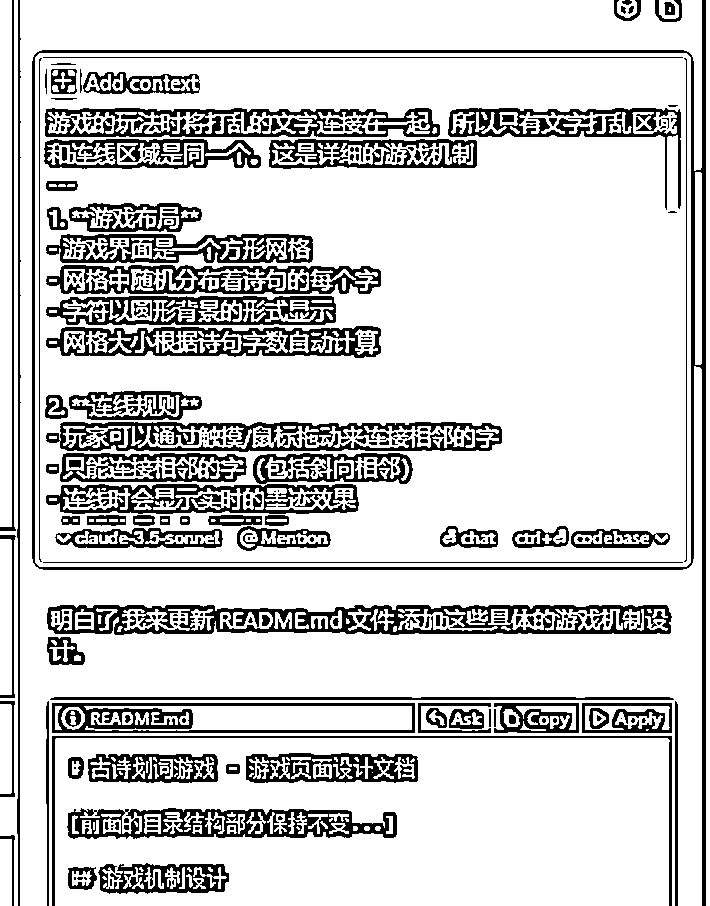 Add context
游戏的玩法时将打乱的文字连接在一起，所以只有文字打乱区域
和连线区域是同一个。这是详细的游戏机制
---
1. **游戏布局**
- 游戏界面是一个方形网格
- 网格中随机分布着诗句的每个字
- 字符以圆形背景的形式显示
- 网格大小根据诗句字数自动计算
2. **连线规则**
- 玩家可以通过触摸/鼠标拖动来连接相邻的字
- 只能连接相邻的字（包括斜向相邻）
- 连线时会显示实时的墨迹效果
claude-3.5-sonnet @ Mention chat ctrl+⏎ codebase
明白了,我来更新 README.md 文件,添加这些具体的游戏机制设
计。
README.md Ask Copy Apply
# 古诗划词游戏 - 游戏页面设计文档
[前面的目录结构部分保持不变...]
## 游戏机制设计